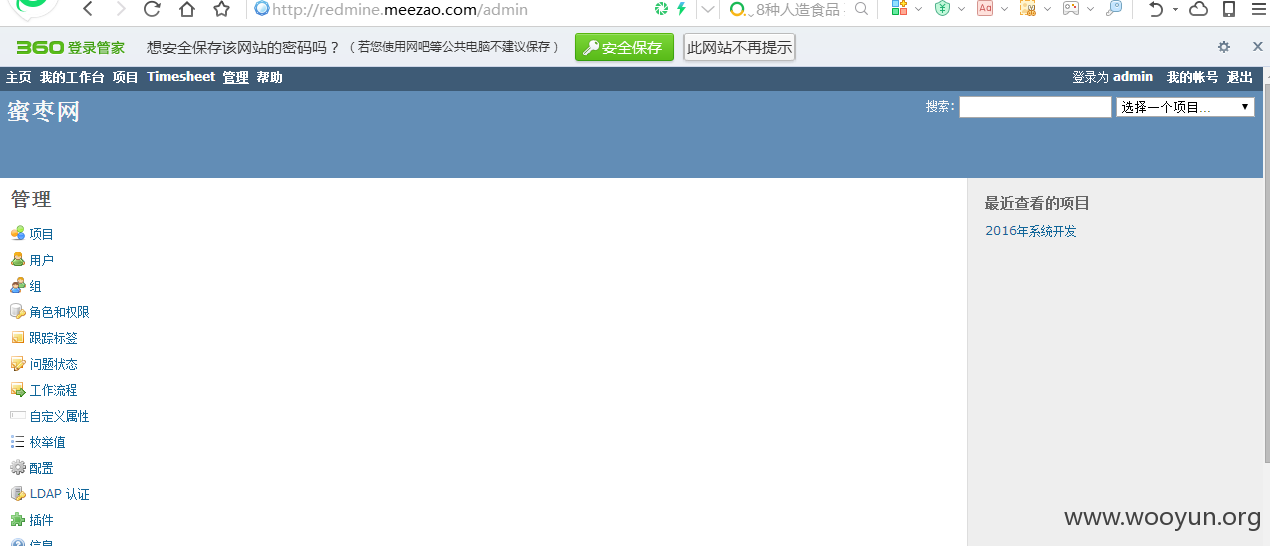 http://redmine.meezao.com/admin 8种人造食品
360 登录管家 想安全保存该网站的密码吗？（若您使用网吧等公共电脑不建议保存） 安全保存 此网站不再提示
主页 我的工作台 项目 Timesheet 管理 帮助 登录为 admin 我的帐号 退出
蜜枣网 搜索: 选择一个项目...
管理
项目
用户
组
角色和权限
跟踪标签
问题状态
工作流程
自定义属性
枚举值
配置
LDAP 认证
插件
信息
最近查看的项目
2016年系统开发
www.wooyun.org